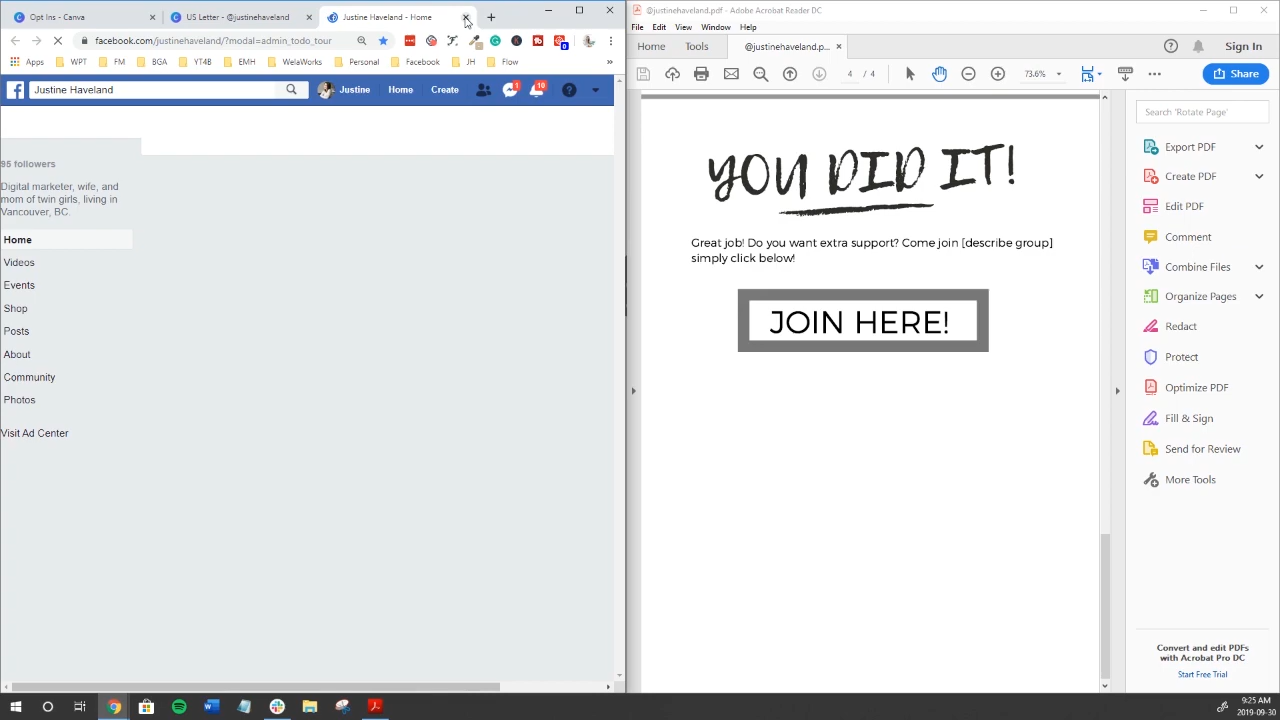 Opt Ins - Canva
US Letter - @justinehaveland
Justine Haveland - Home
facebook.com/justinehaveland/?modal=admin_todo_tour
Apps
WPT
FM
BGA
YT4B
EMH
WelaWorks
Personal
Facebook
JH
Flow
»
Justine Haveland
Justine
Home
Create
1
10
95 followers
Digital marketer, wife, and
mom of twin girls, living in
Vancouver, BC.
Home
Videos
Events
Shop
Posts
About
Community
Photos
Visit Ad Center
@justinehaveland.pdf - Adobe Acrobat Reader DC
File Edit View Window Help
Home
Tools
@justinehaveland.p...
Sign In
4 / 4
73.6%
Share
YOU DID IT!
Great job! Do you want extra support? Come join [describe group]
simply click below!
JOIN HERE!
Search 'Rotate Page'
Export PDF
Create PDF
Edit PDF
Comment
Combine Files
Organize Pages
Redact
Protect
Optimize PDF
Fill & Sign
Send for Review
More Tools
Convert and edit PDFs
with Acrobat Pro DC
Start Free Trial
9:25 AM
2019-09-30